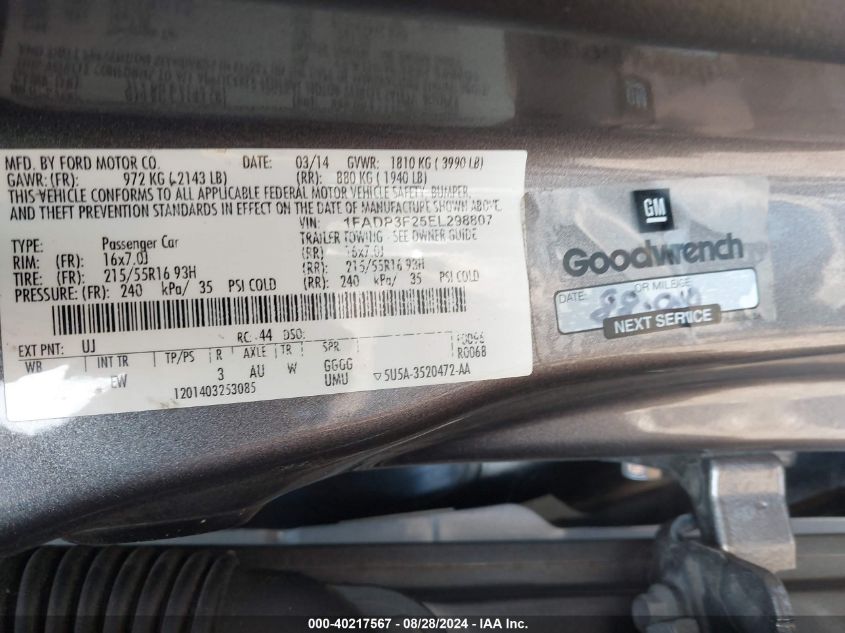 MFD. BY FORD MOTOR CO. DATE: 03/14 GVWR: 1810 KG ( 3990 LB)
GAWR: (FR): 972 KG ( 2143 LB) (RR): 880 KG ( 1940 LB)
THIS VEHICLE CONFORMS TO ALL APPLICABLE FEDERAL MOTOR VEHICLE SAFETY, BUMPER,
AND THEFT PREVENTION STANDARDS IN EFFECT ON THE DATE OF MANUFACTURE SHOWN ABOVE.
VIN: 1FADP3F25EL298807
TYPE: Passenger Car TRAILER TOWING - SEE OWNER GUIDE
RIM: (FR): 16x7.0J (RR): 16x7.0J
TIRE: (FR): 215/55R16 93H (RR): 215/55R16 93H
PRESSURE: (FR): 240 kPa/ 35 PSI COLD (RR): 240 kPa/ 35 PSI COLD
EXT PNT: UJ RC: 44 DSO: F0066
R0068
WB INT TR TP/PS R AXLE TR SPR
EW 3 AU W GGGG
UMU
1201403253085 ▽5U5A-3520472-AA
GM
Goodwrench
DATE: OR MILEAGE
NEXT SERVICE
000-40217567 - 08/28/2024 - IAA Inc.